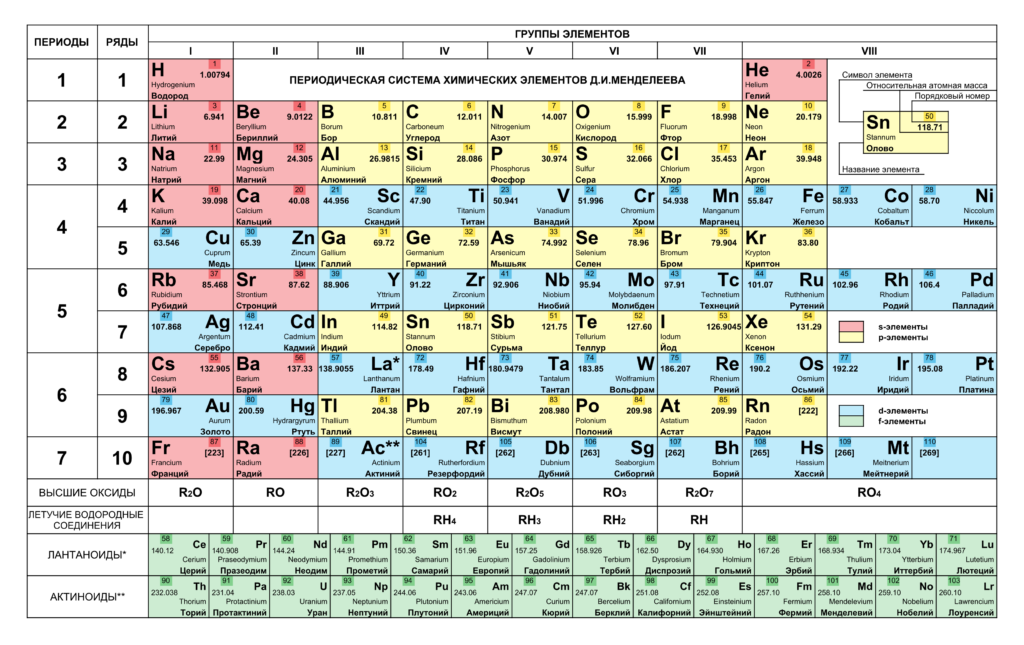 ПЕРИОДЫ РЯДЫ ГРУППЫ ЭЛЕМЕНТОВ
I II III IV V VI VII VIII
ПЕРИОДИЧЕСКАЯ СИСТЕМА ХИМИЧЕСКИХ ЭЛЕМЕНТОВ Д.И.МЕНДЕЛЕЕВА
1 1
H 1 1.00794 Hydrogenium Водород
He 2 4.0026 Helium Гелий
Символ элемента
Относительная атомная масса
Порядковый номер
Sn 50 118.71 Stannum Олово
Название элемента
2 2
Li 3 6.941 Lithium Литий
Be 4 9.0122 Beryllium Бериллий
B 5 10.811 Borum Бор
C 6 12.011 Carboneum Углерод
N 7 14.007 Nitrogenium Азот
O 8 15.999 Oxigenium Кислород
F 9 18.998 Fluorum Фтор
Ne 10 20.179 Neon Неон
3 3
Na 11 22.99 Natrium Натрий
Mg 12 24.305 Magnesium Магний
Al 13 26.9815 Aluminium Алюминий
Si 14 28.086 Silicium Кремний
P 15 30.974 Phosphorus Фосфор
S 16 32.066 Sulfur Сера
Cl 17 35.453 Chlorium Хлор
Ar 18 39.948 Argon Аргон
4 4
K 19 39.098 Kalium Калий
Ca 20 40.08 Calcium Кальций
21 44.956 Sc Scandium Скандий
22 47.90 Ti Titanium Титан
23 50.941 V Vanadium Ванадий
24 51.996 Cr Chromium Хром
25 54.938 Mn Manganum Марганец
26 55.847 Fe Ferrum Железо
27 58.933 Co Cobaltum Кобальт
28 58.70 Ni Niccolum Никель
5
29 63.546 Cu Cuprum Медь
30 65.39 Zn Zincum Цинк
Ga 31 69.72 Gallium Галлий
Ge 32 72.59 Germanium Германий
As 33 74.992 Arsenicum Мышьяк
Se 34 78.96 Selenium Селен
Br 35 79.904 Bromum Бром
Kr 36 83.80 Krypton Криптон
5 6
Rb 37 85.468 Rubidium Рубидий
Sr 38 87.62 Strontium Стронций
39 88.906 Y Yttrium Иттрий
40 91.22 Zr Zirconium Цирконий
41 92.906 Nb Niobium Ниобий
42 95.94 Mo Molybdaenum Молибден
43 97.91 Tc Technetium Технеций
44 101.07 Ru Ruthhenium Рутений
45 102.96 Rh Rhodium Родий
46 106.4 Pd Palladium Палладий
7
47 107.868 Ag Argentum Серебро
48 112.41 Cd Cadmium Кадмий
In 49 114.82 Indium Индий
Sn 50 118.71 Stannum Олово
Sb 51 121.75 Stibium Сурьма
Te 52 127.60 Tellurium Теллур
I 53 126.9045 Iodum Йод
Xe 54 131.29 Xenon Ксенон
s-элементы
p-элементы
6 8
Cs 55 132.905 Cesium Цезий
Ba 56 137.33 Barium Барий
57 138.9055 La* Lanthanum Лантан
72 178.49 Hf Hafnium Гафний
73 180.9479 Ta Tantalum Тантал
74 183.85 W Wolframium Вольфрам
75 186.207 Re Rhenium Рений
76 190.2 Os Osmium Осьмий
77 192.22 Ir Iridium Иридий
78 195.08 Pt Platinum Платина
9
79 196.967 Au Aurum Золото
80 200.59 Hg Hydrargyrum Ртуть
Tl 81 204.38 Thallium Таллий
Pb 82 207.19 Plumbum Свинец
Bi 83 208.980 Bismuthum Висмут
Po 84 209.98 Polonium Полоний
At 85 209.99 Astatium Астат
Rn 86 [222] Radon Радон
d-элементы
f-элементы
7 10
Fr 87 [223] Francium Франций
Ra 88 [226] Radium Радий
89 [227] Ac** Actinium Актиний
104 [261] Rf Rutherfordium Резерфордий
105 [262] Db Dubnium Дубний
106 [263] Sg Seaborgium Сиборгий
107 [262] Bh Bohrium Борий
108 [265] Hs Hassium Хассий
109 [266] Mt Meitnerium Мейтнерий
110 [269]
ВЫСШИЕ ОКСИДЫ R2O RO R2O3 RO2 R2O5 RO3 R2O7 RO4
ЛЕТУЧИЕ ВОДОРОДНЫЕ
СОЕДИНЕНИЯ RH4 RH3 RH2 RH
ЛАНТАНОИДЫ*
58 140.12 Ce Cerium Церий
59 140.908 Pr Praseodymium Празеодим
60 144.24 Nd Neodymium Неодим
61 144.91 Pm Promethium Прометий
62 150.36 Sm Samarium Самарий
63 151.96 Eu Europium Европий
64 157.25 Gd Gadolinium Гадолиний
65 158.926 Tb Terbium Тербий
66 162.50 Dy Dysprosium Диспрозий
67 164.930 Ho Holmium Гольмий
68 167.26 Er Erbium Эрбий
69 168.934 Tm Thulium Тулий
70 173.04 Yb Ytterbium Иттербий
71 174.967 Lu Lutetium Лютеций
АКТИНОИДЫ**
90 232.038 Th Thorium Торий
91 231.04 Pa Protactinium Протактиний
92 238.03 U Uranium Уран
93 237.05 Np Neptunium Нептуний
94 244.06 Pu Plutonium Плутоний
95 243.06 Am Americium Америций
96 247.07 Cm Curium Кюрий
97 247.07 Bk Bercelium Берклий
98 251.08 Cf Californium Калифорний
99 252.08 Es Einsteinium Эйнштейний
100 257.10 Fm Fermium Фермий
101 258.10 Md Mendelevium Менделевий
102 259.10 No Nobelium Нобелий
103 260.10 Lr Lawrencium Лоуренсий